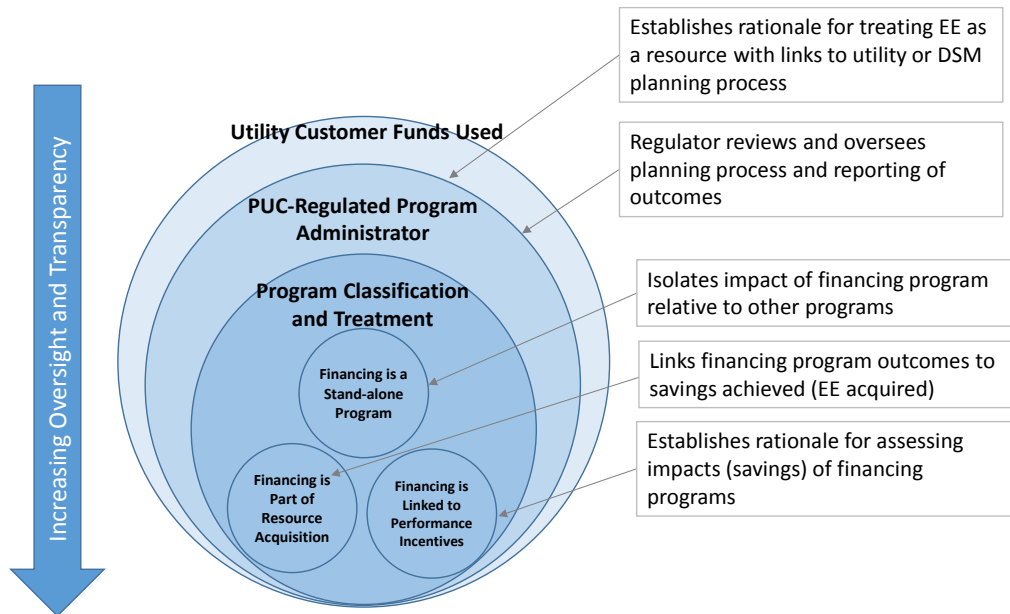 Increasing Oversight and Transparency
Utility Customer Funds Used
PUC-Regulated Program
Administrator
Program Classification
and Treatment
Financing is a
Stand-alone
Program
Financing is
Part of
Resource
Acquisition
Financing is
Linked to
Performance
Incentives
Establishes rationale for treating EE as
a resource with links to utility or DSM
planning process
Regulator reviews and oversees
planning process and reporting of
outcomes
Isolates impact of financing program
relative to other programs
Links financing program outcomes to
savings achieved (EE acquired)
Establishes rationale for assessing
impacts (savings) of financing
programs